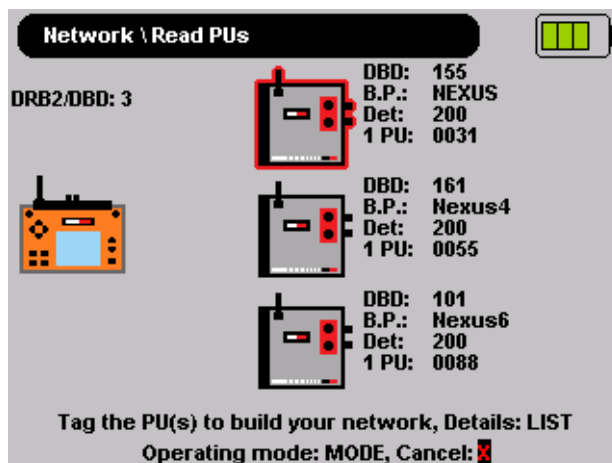 Network \ Read PUs
DRB2/DBD: 3
DBD: 155
B.P.: NEXUS
Det: 200
1 PU: 0031
DBD: 161
B.P.: Nexus4
Det: 200
1 PU: 0055
DBD: 101
B.P.: Nexus6
Det: 200
1 PU: 0088
Tag the PU(s) to build your network, Details: LIST
Operating mode: MODE, Cancel: X